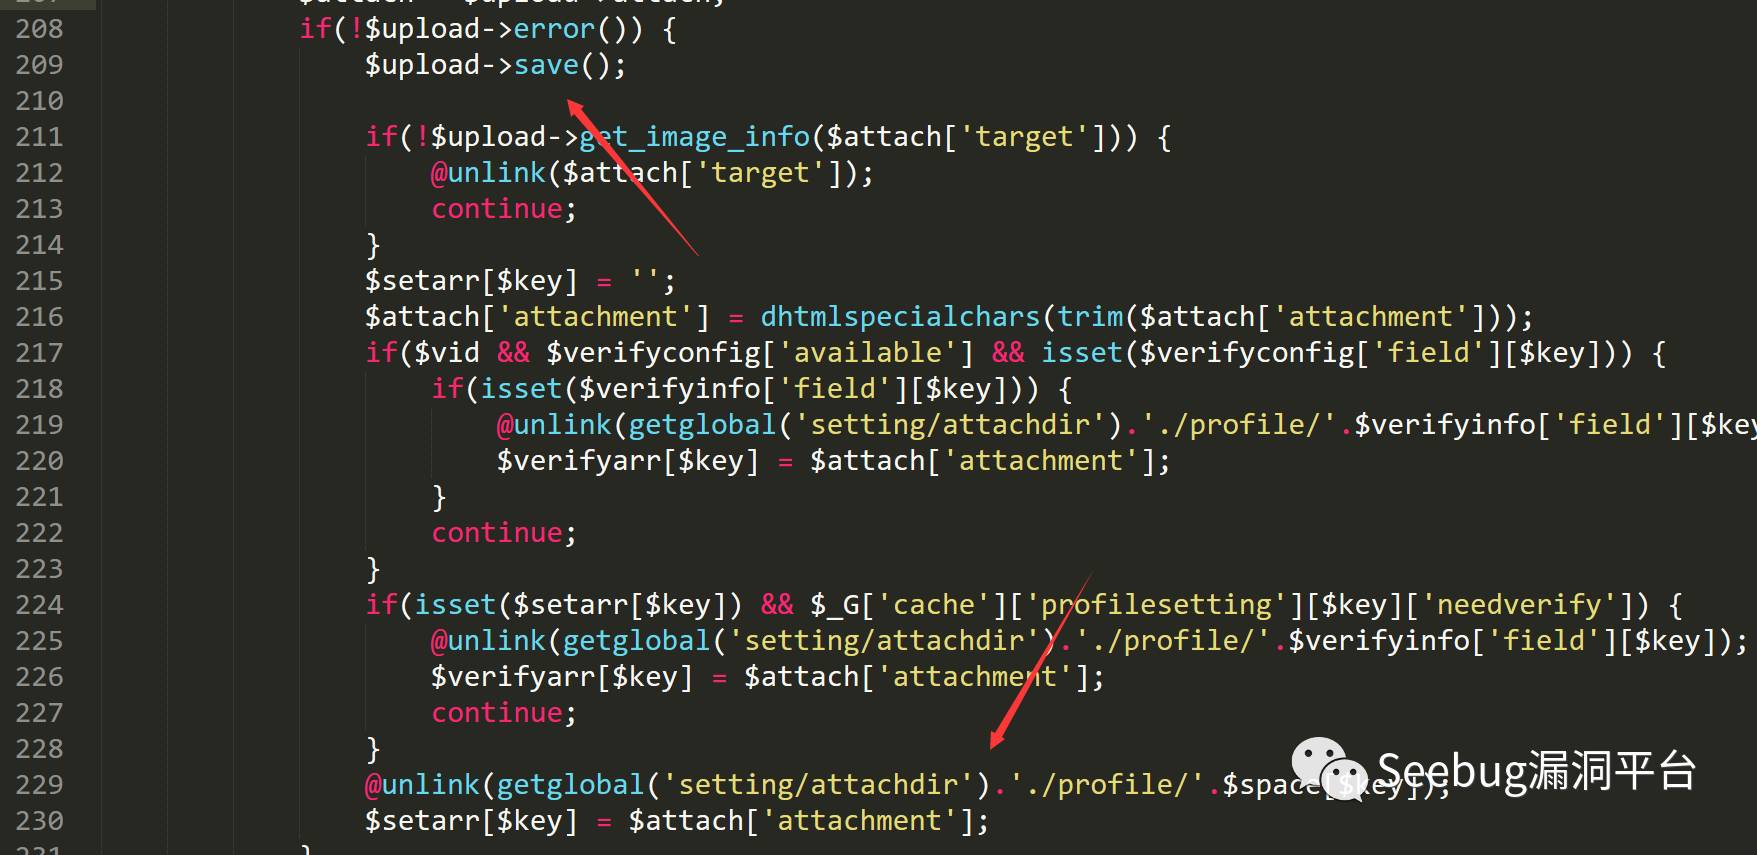 208 if(!$upload->error()) {
209 $upload->save();
210
211 if(!$upload->get_image_info($attach['target'])) {
212 @unlink($attach['target']);
213 continue;
214 }
215 $setarr[$key] = '';
216 $attach['attachment'] = dhtmlspecialchars(trim($attach['attachment']));
217 if($vid && $verifyconfig['available'] && isset($verifyconfig['field'][$key])) {
218 if(isset($verifyinfo['field'][$key])) {
219 @unlink(getglobal('setting/attachdir').'./profile/'.$verifyinfo['field'][$key
220 $verifyarr[$key] = $attach['attachment'];
221 }
222 continue;
223 }
224 if(isset($setarr[$key]) && $_G['cache']['profilesetting'][$key]['needverify']) {
225 @unlink(getglobal('setting/attachdir').'./profile/'.$verifyinfo['field'][$key]);
226 $verifyarr[$key] = $attach['attachment'];
227 continue;
228 }
Seebug漏洞平台
229 @unlink(getglobal('setting/attachdir').'./profile/'.$space[$key]);
230 $setarr[$key] = $attach['attachment'];
231 }